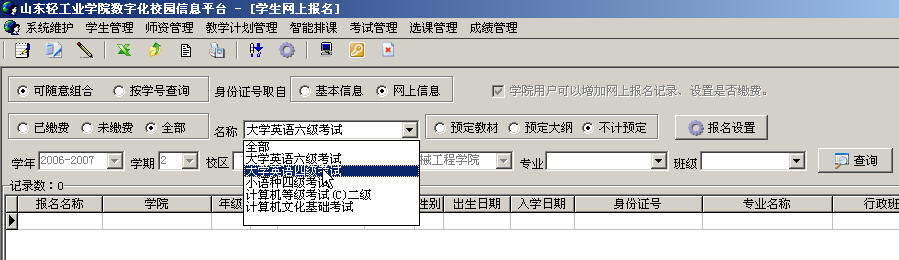 山东轻工业学院数字化校园信息平台 - [学生网上报名]
系统维护 学生管理 师资管理 教学计划管理 智能排课 考试管理 选课管理 成绩管理
可随意组合 按学号查询 身份证号取自 基本信息 网上信息 学院用户可以增加网上报名记录、设置是否缴费。
已缴费 未缴费 全部 名称 大学英语六级考试 预定教材 预定大纲 不计预定 报名设置
全部
学年 2006-2007 学期 2 校区 大学英语六级考试 械工程学院 专业 班级 查询
大学英语四级考试
记录数：0 小语种四级考试
计算机等级考试(C)二级
报名名称 学院 年级 性别 出生日期 入学日期 身份证号 专业名称 行政班
计算机文化基础考试